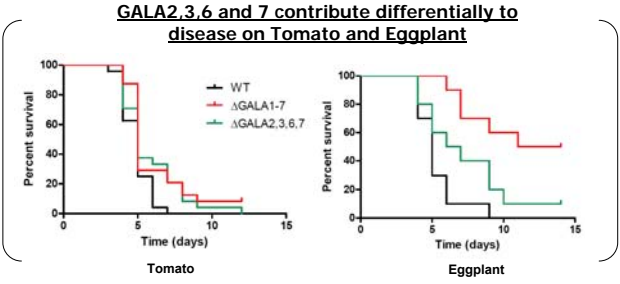 GALA2,3,6 and 7 contribute differentially to
disease on Tomato and Eggplant
100
80
60
40
20
0
Percent survival
0 5 10 15
Time (days)
WT
ΔGALA1-7
ΔGALA2,3,6,7
Tomato
100
80
60
40
20
0
Percent survival
0 5 10 15
Time (days)
Eggplant